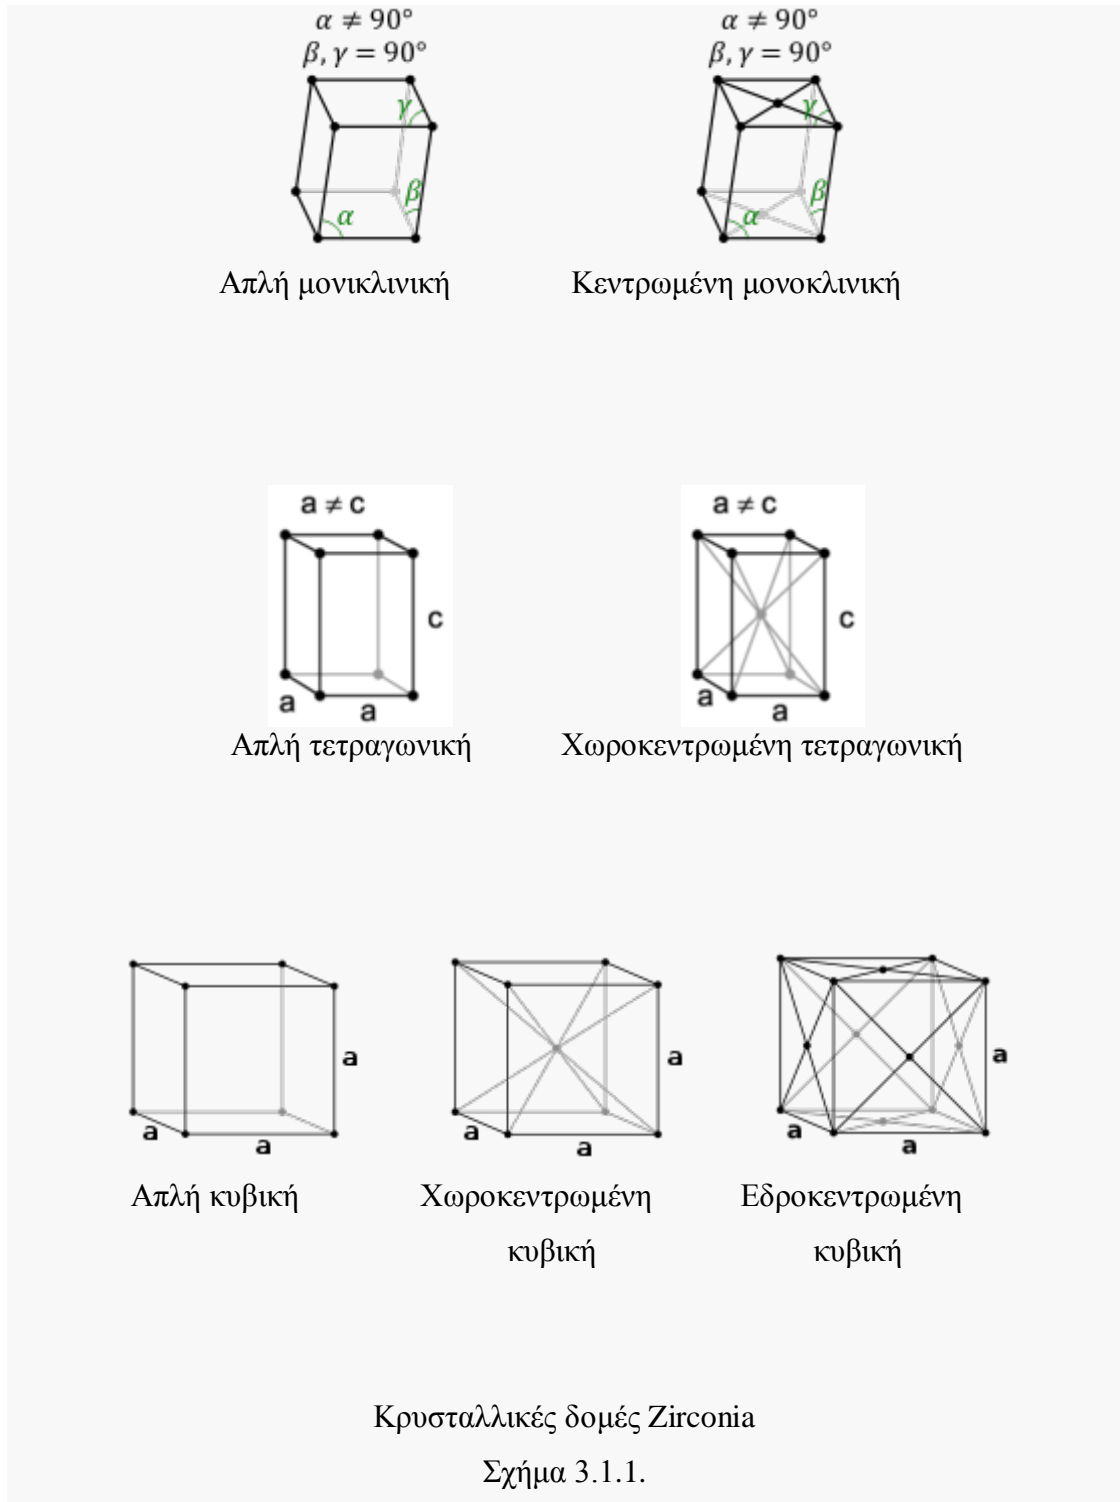 α ≠ 90° α ≠ 90°
β, γ = 90° β, γ = 90°
γ γ
β β
α α
Απλή μονικλινική Κεντρωμένη μονοκλινική
a ≠ c a ≠ c
c c
a a
a a
Απλή τετραγωνική Χωροκεντρωμένη τετραγωνική
a a a
a a a
a a a
Απλή κυβική Χωροκεντρωμένη Εδροκεντρωμένη
κυβική κυβική
Κρυσταλλικές δομές Zirconia
Σχήμα 3.1.1.